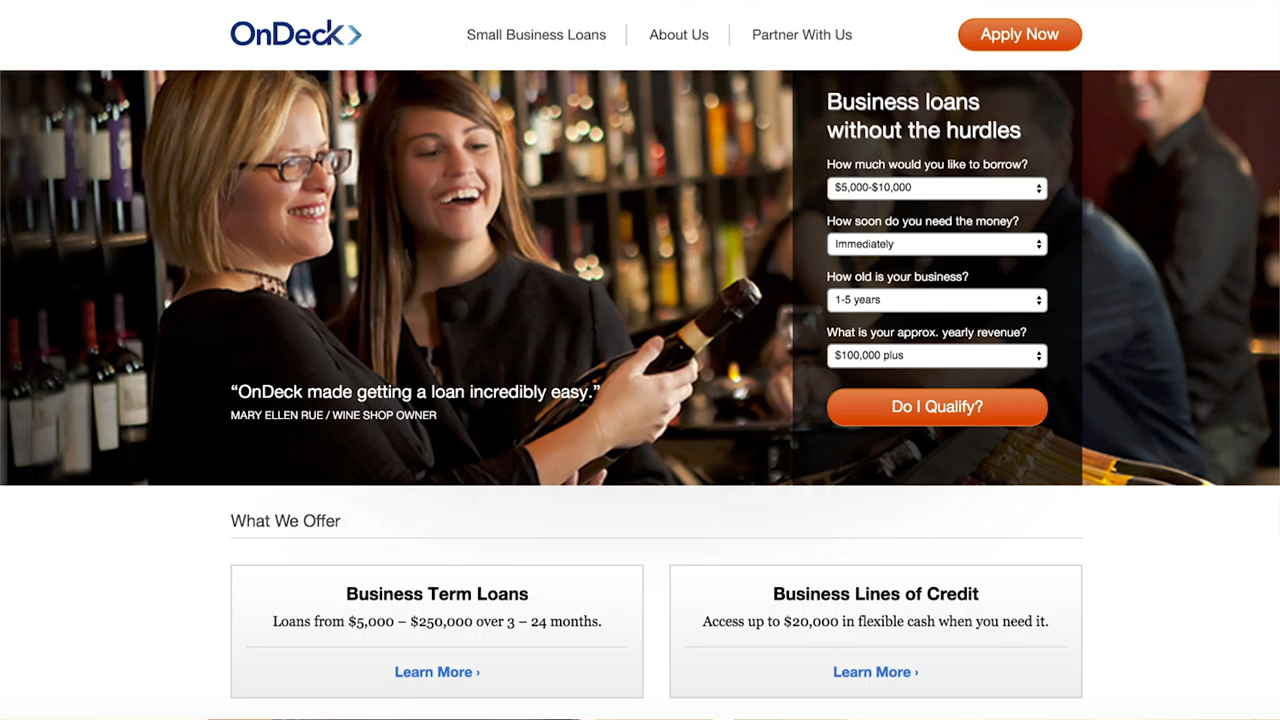 OnDeck
Small Business Loans
About Us
Partner With Us
Apply Now
Business loans
without the hurdles
How much would you like to borrow?
$5,000-$10,000
How soon do you need the money?
Immediately
How old is your business?
1-5 years
What is your approx. yearly revenue?
$100,000 plus
Do I Qualify?
“OnDeck made getting a loan incredibly easy.”
MARY ELLEN RUE / WINE SHOP OWNER
What We Offer
Business Term Loans
Loans from $5,000 – $250,000 over 3 – 24 months.
Learn More ›
Business Lines of Credit
Access up to $20,000 in flexible cash when you need it.
Learn More ›